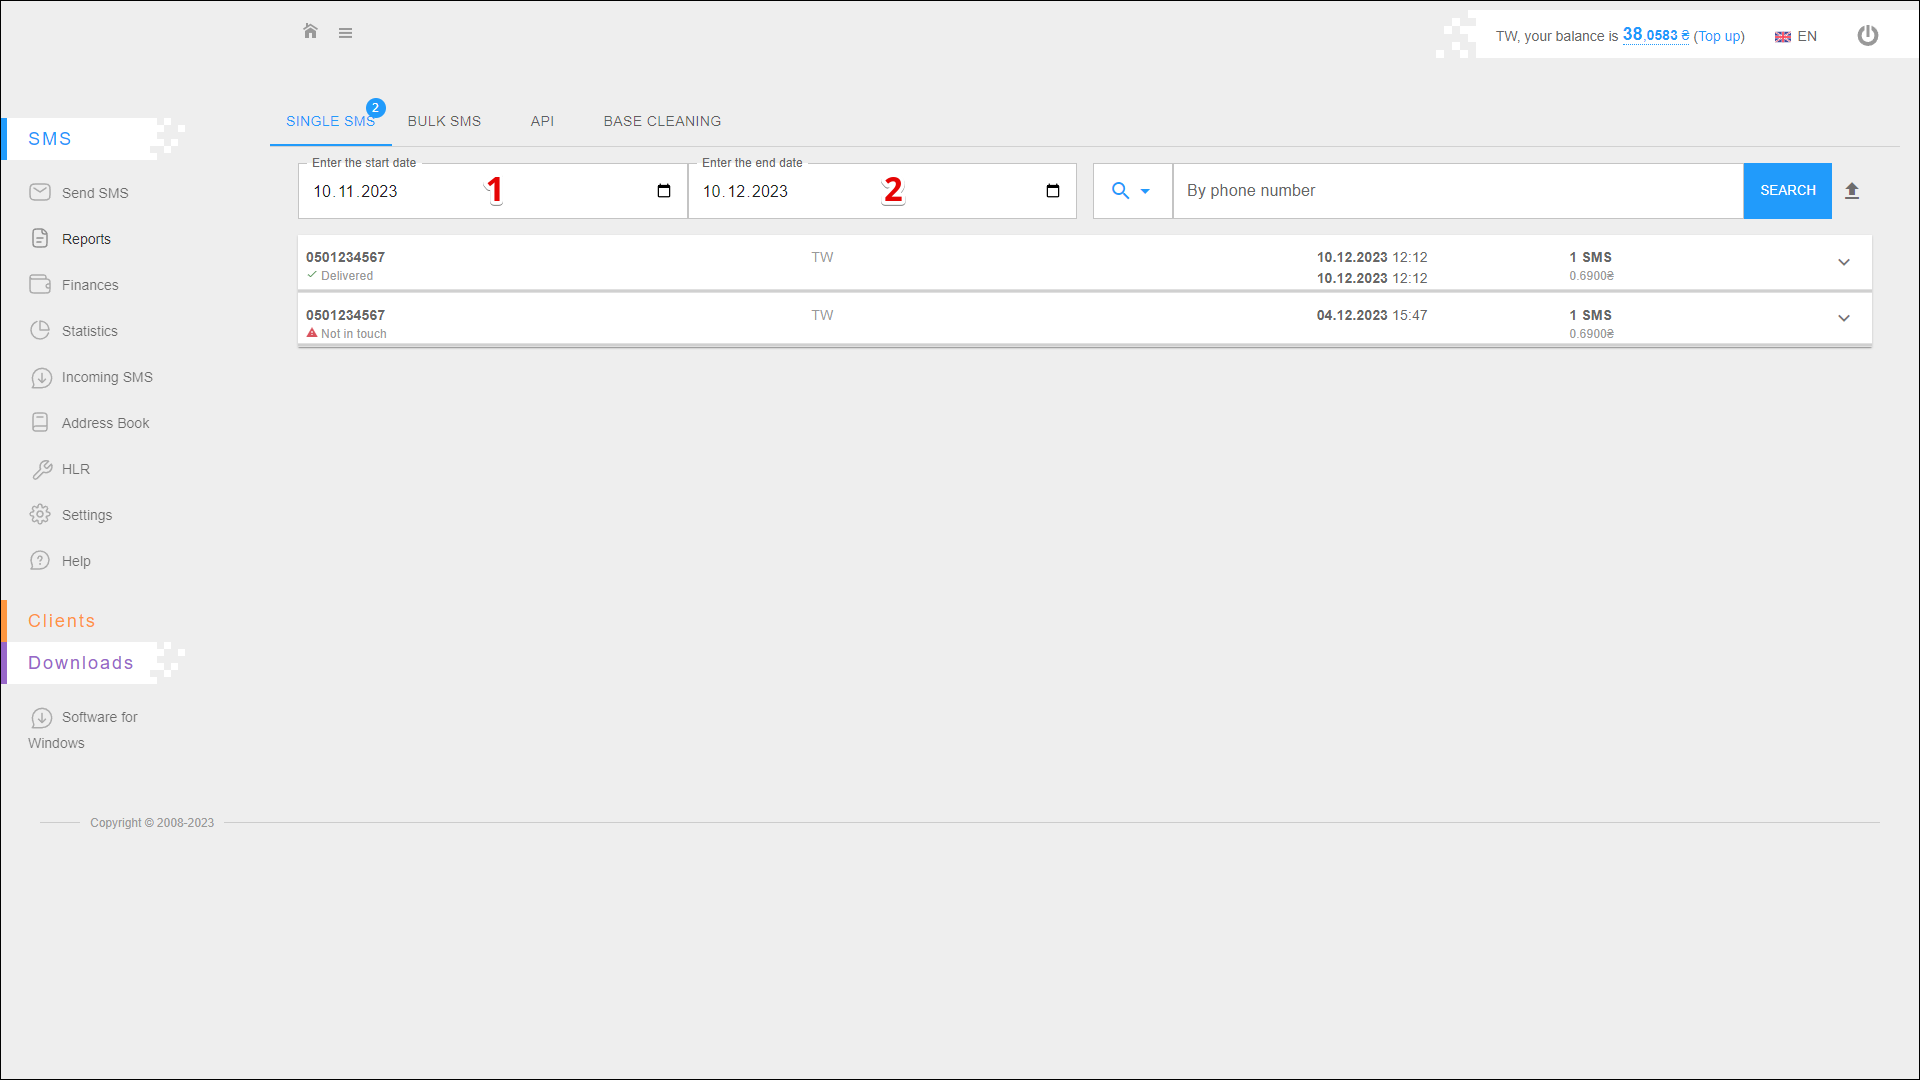 TW, your balance is 38,0583 ₴ (Top up)
EN
SMS
Send SMS
Reports
Finances
Statistics
Incoming SMS
Address Book
HLR
Settings
Help
Clients
Downloads
Software for
Windows
SINGLE SMS 2
BULK SMS
API
BASE CLEANING
Enter the start date
10.11.2023
1
Enter the end date
10.12.2023
2
By phone number
SEARCH
0501234567 TW 10.12.2023 12:12 1 SMS
Delivered 10.12.2023 12:12 0.6900₴
0501234567 TW 04.12.2023 15:47 1 SMS
Not in touch 0.6900₴
Copyright © 2008-2023